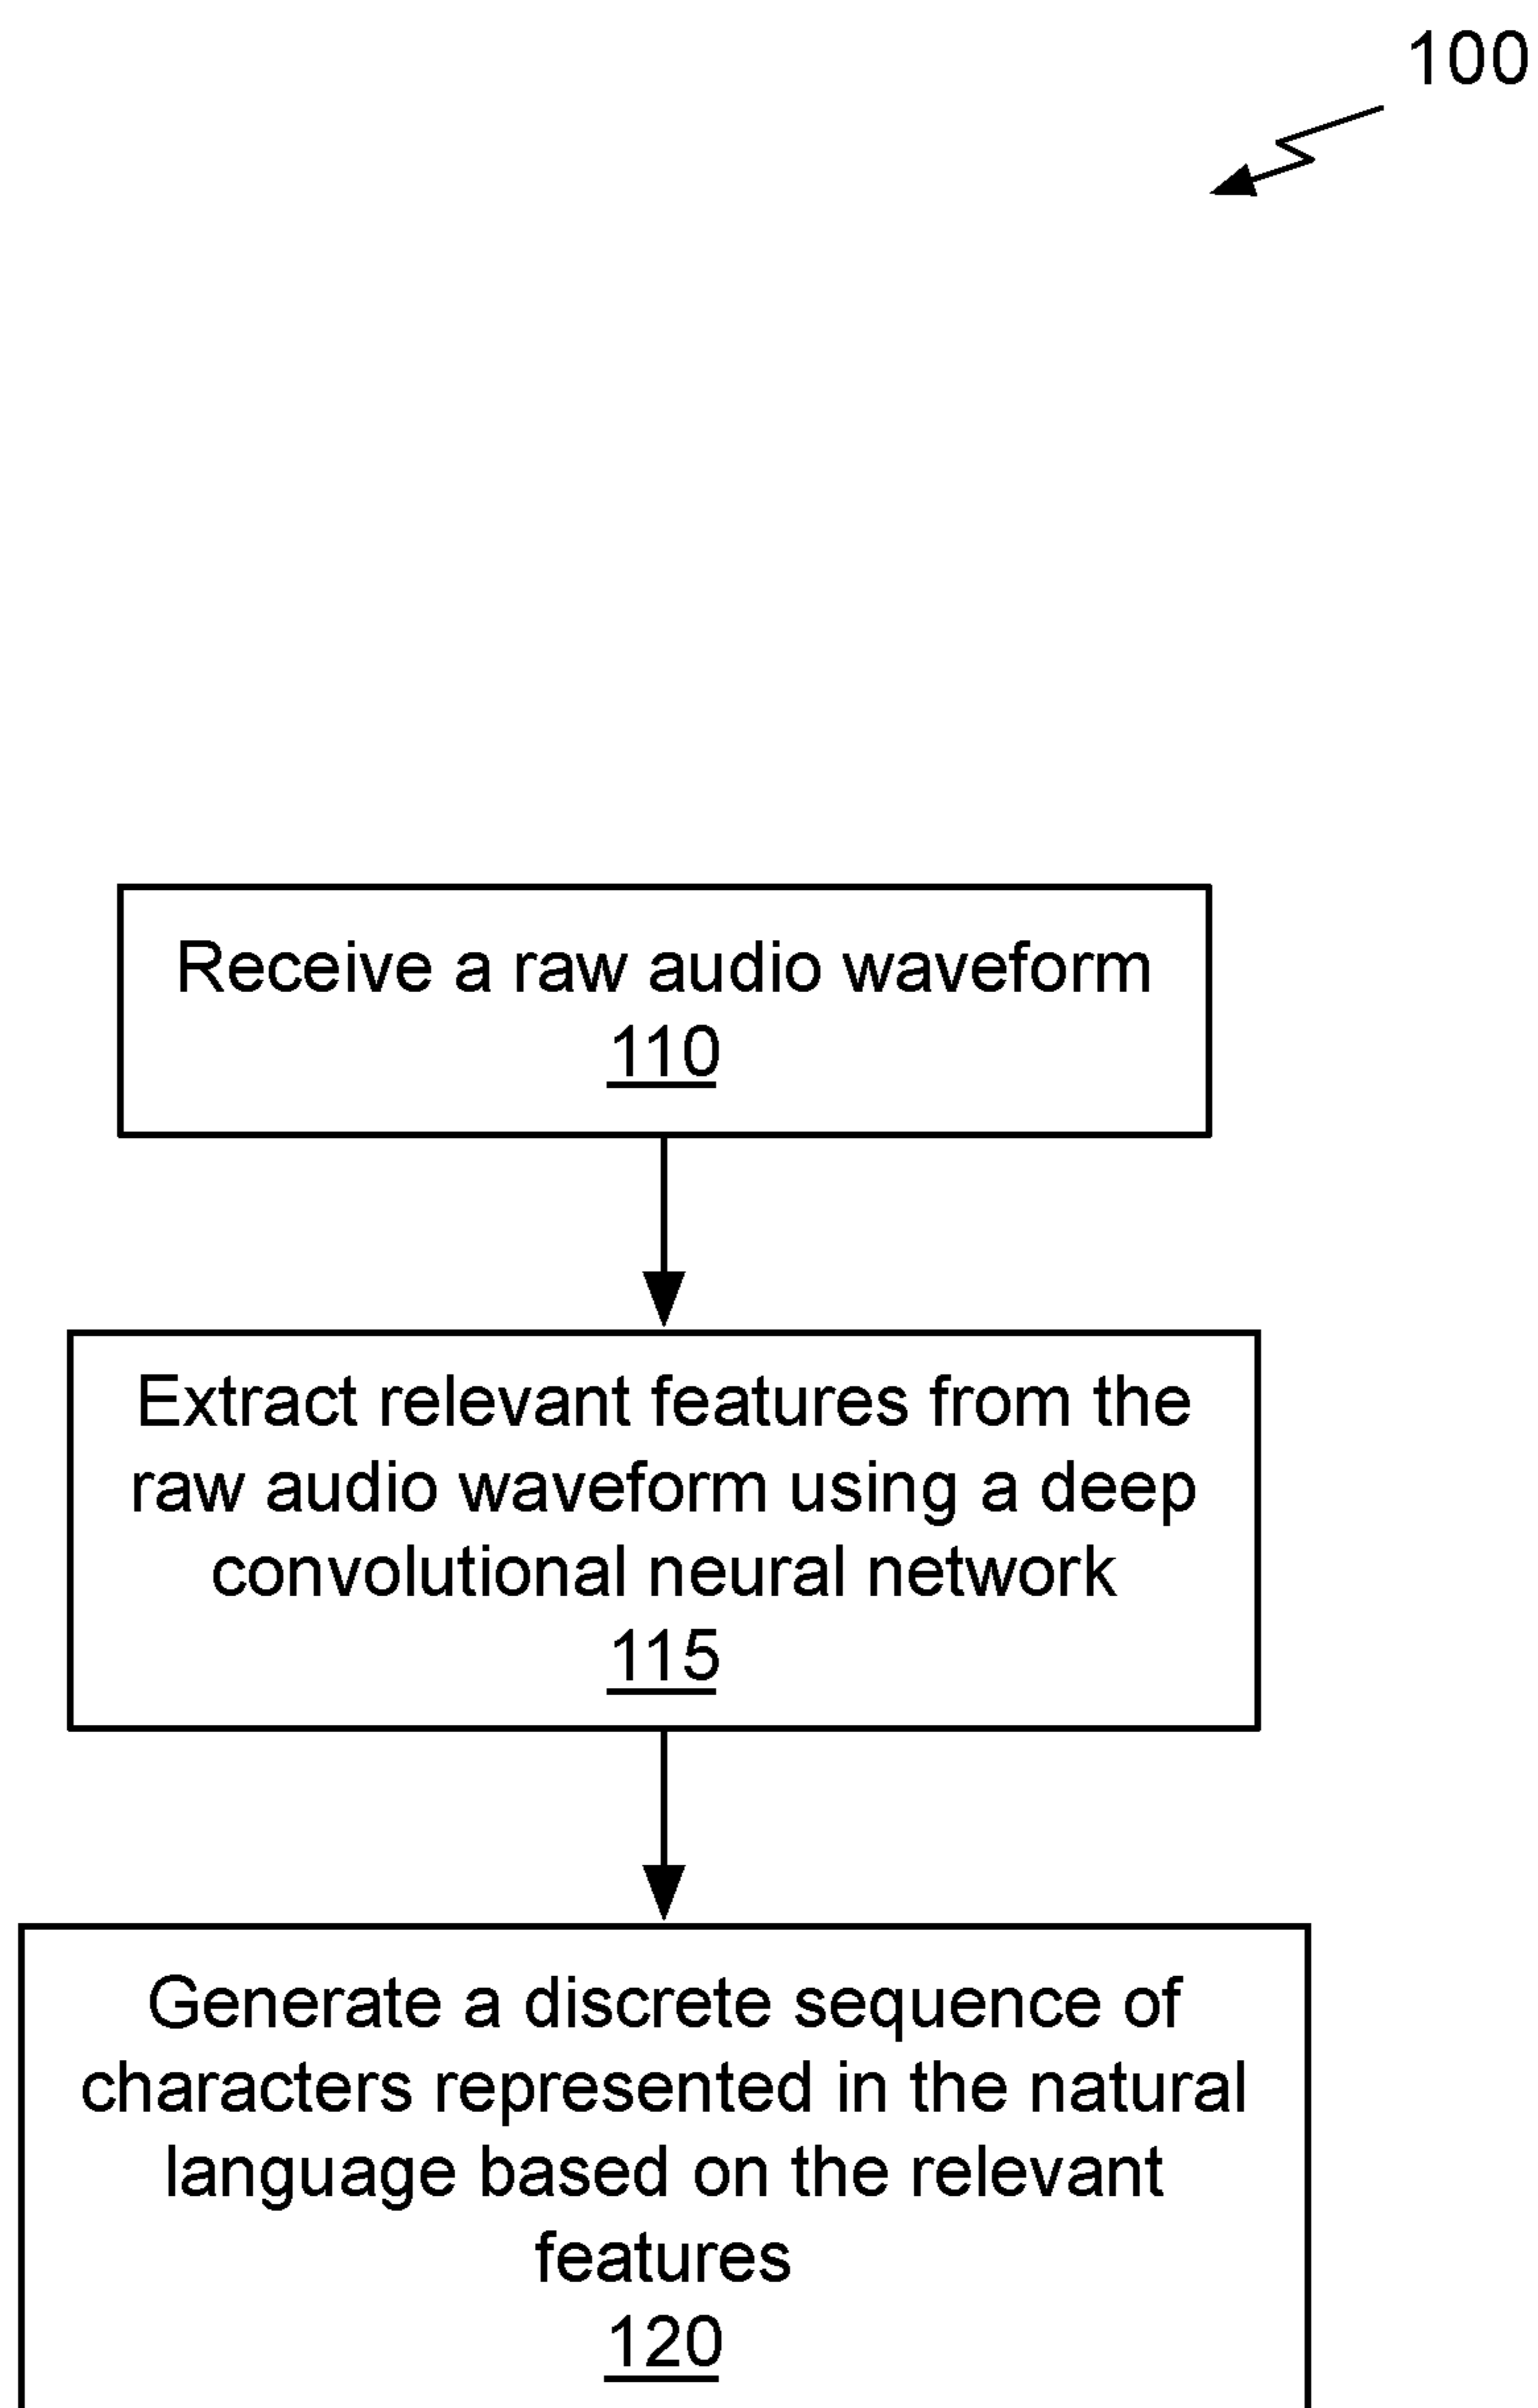 100
Receive a raw audio waveform
110
Extract relevant features from the
raw audio waveform using a deep
convolutional neural network
115
Generate a discrete sequence of
characters represented in the natural
language based on the relevant
features
120